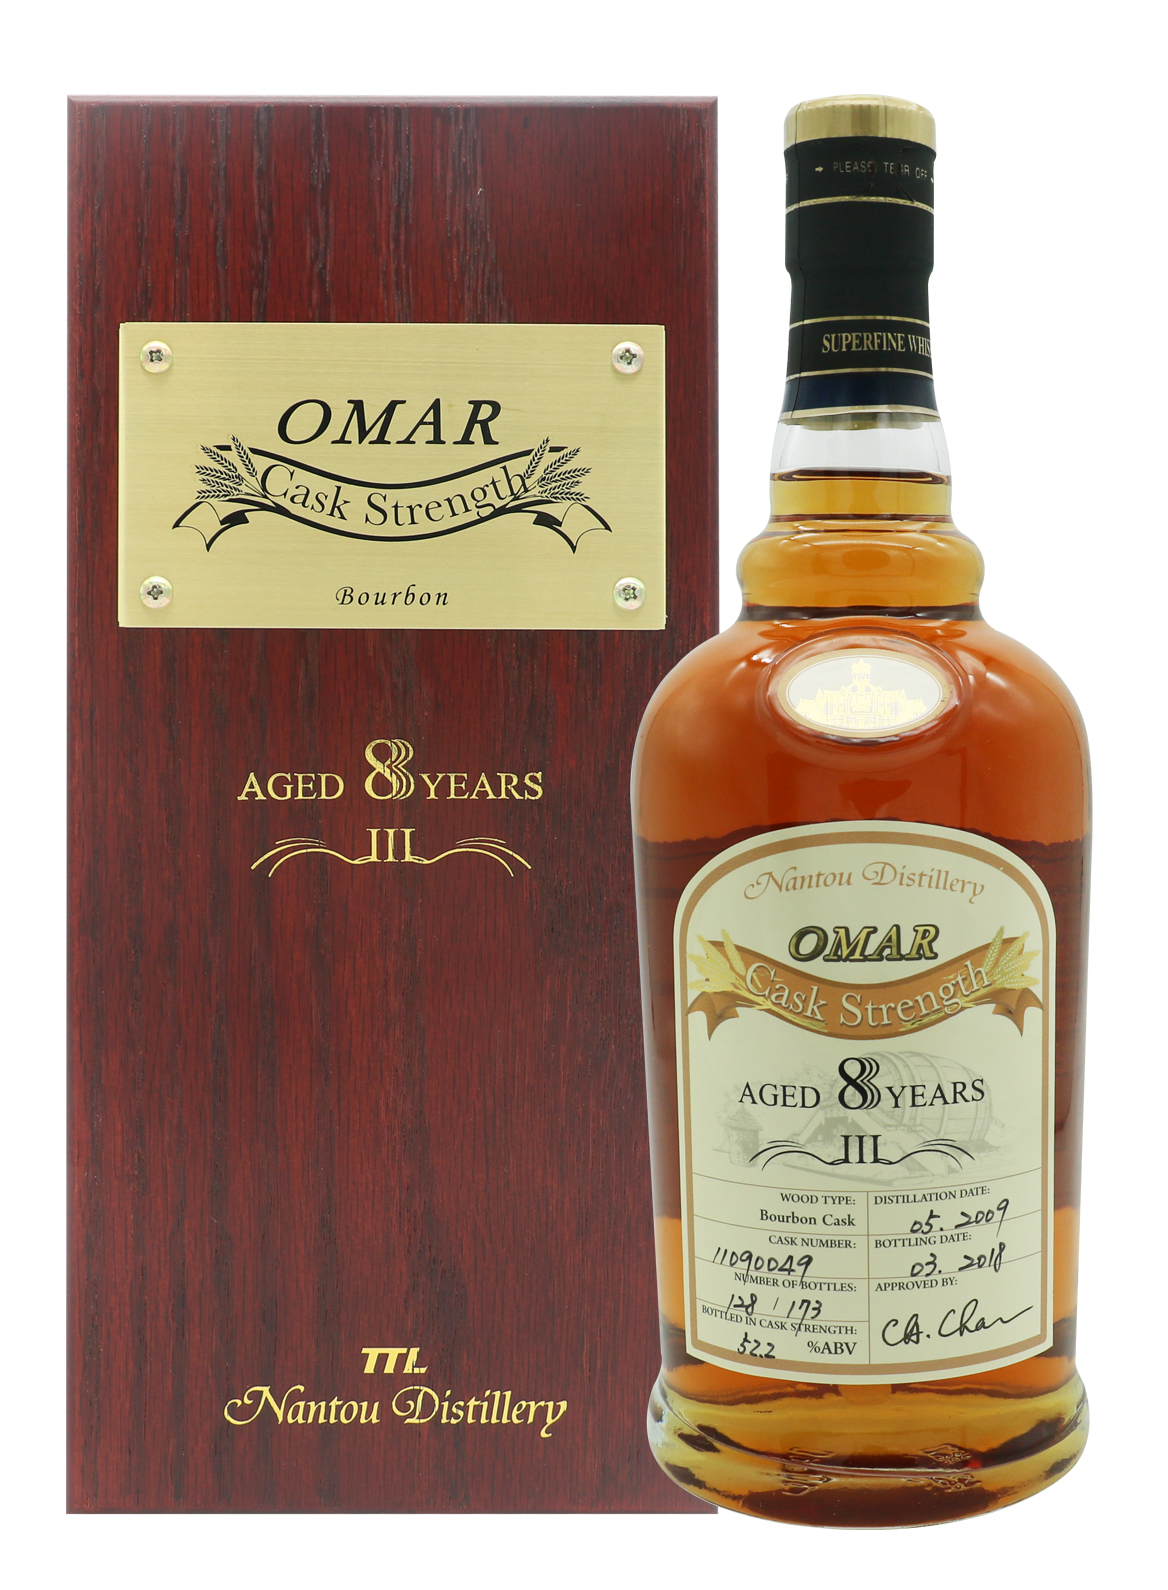 OMAR
Cask Strength
Bourbon
AGED 8 YEARS
III
TTL
Nantou Distillery
PLEASE TEAR OFF
SUPERFINE WHIS
Nantou Distillery
OMAR
Cask Strength
AGED 8 YEARS
III
WOOD TYPE:
Bourbon Cask
CASK NUMBER:
11090049
NUMBER OF BOTTLES:
128 / 173
BOTTLED IN CASK STRENGTH:
52.2 %ABV
DISTILLATION DATE:
05. 2009
BOTTLING DATE:
03. 2018
APPROVED BY:
CA. Chan